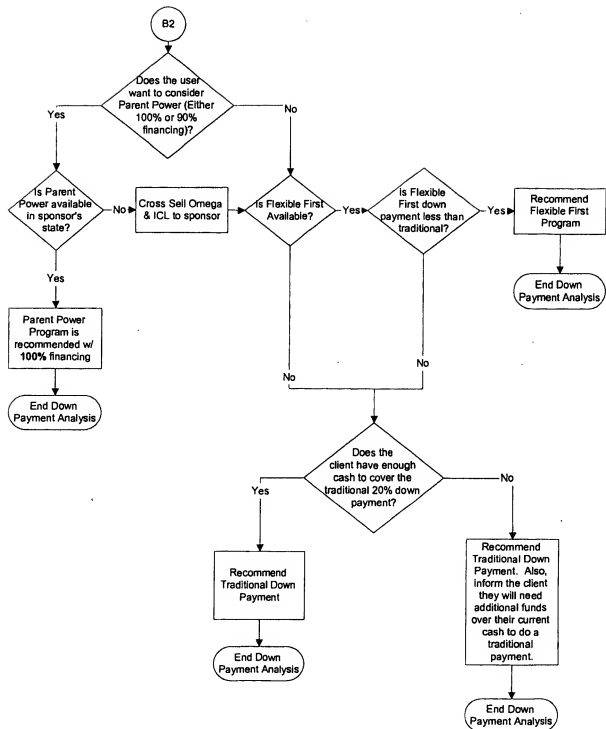 B2
Does the user
want to consider
Parent Power (Either
100% or 90%
financing)?
Yes
No
Is Parent
Power available
in sponsor's
state?
No
Cross Sell Omega
& ICL to sponsor
Is Flexible First
Available?
Yes
Is Flexible
First down
payment less than
traditional?
Yes
Recommend
Flexible First
Program
End Down
Payment Analysis
Yes
Parent Power
Program is
recommended w/
100% financing
End Down
Payment Analysis
No
No
Does the
client have enough
cash to cover the
traditional 20% down
payment?
Yes
No
Recommend
Traditional Down
Payment
End Down
Payment Analysis
Recommend
Traditional Down
Payment. Also,
inform the client
they will need
additional funds
over their current
cash to do a
traditional
payment.
End Down
Payment Analysis